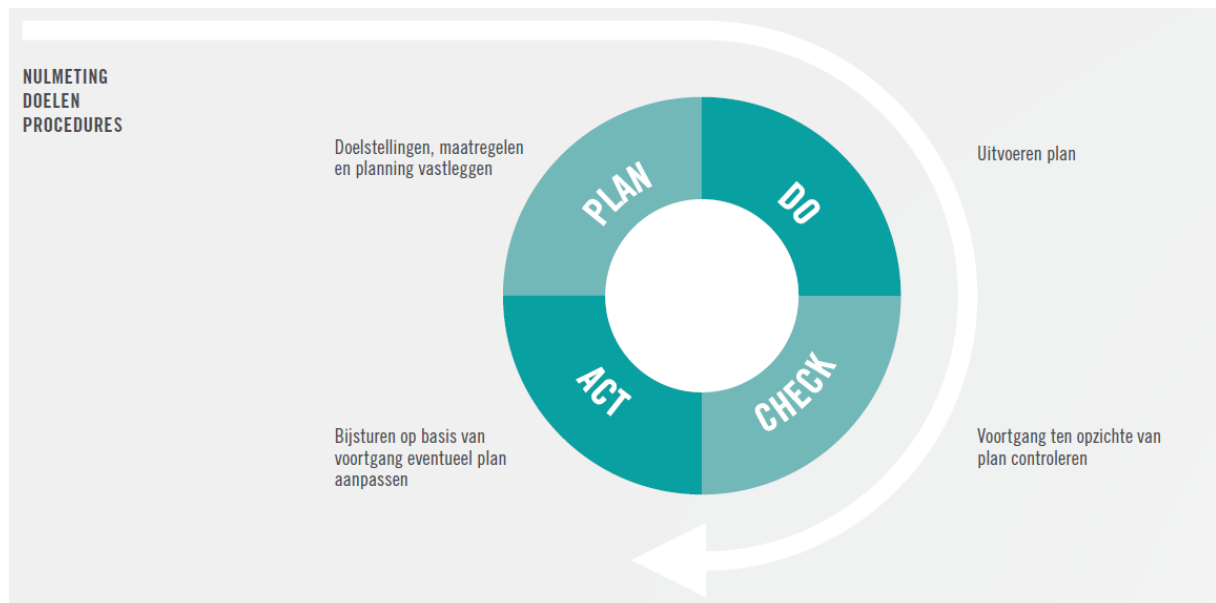 NULMETING
DOELEN
PROCEDURES
Doelstellingen, maatregelen
en planning vastleggen
PLAN
DO
Uitvoeren plan
ACT
CHECK
Bijsturen op basis van
voortgang eventueel plan
aanpassen
Voortgang ten opzichte van
plan controleren